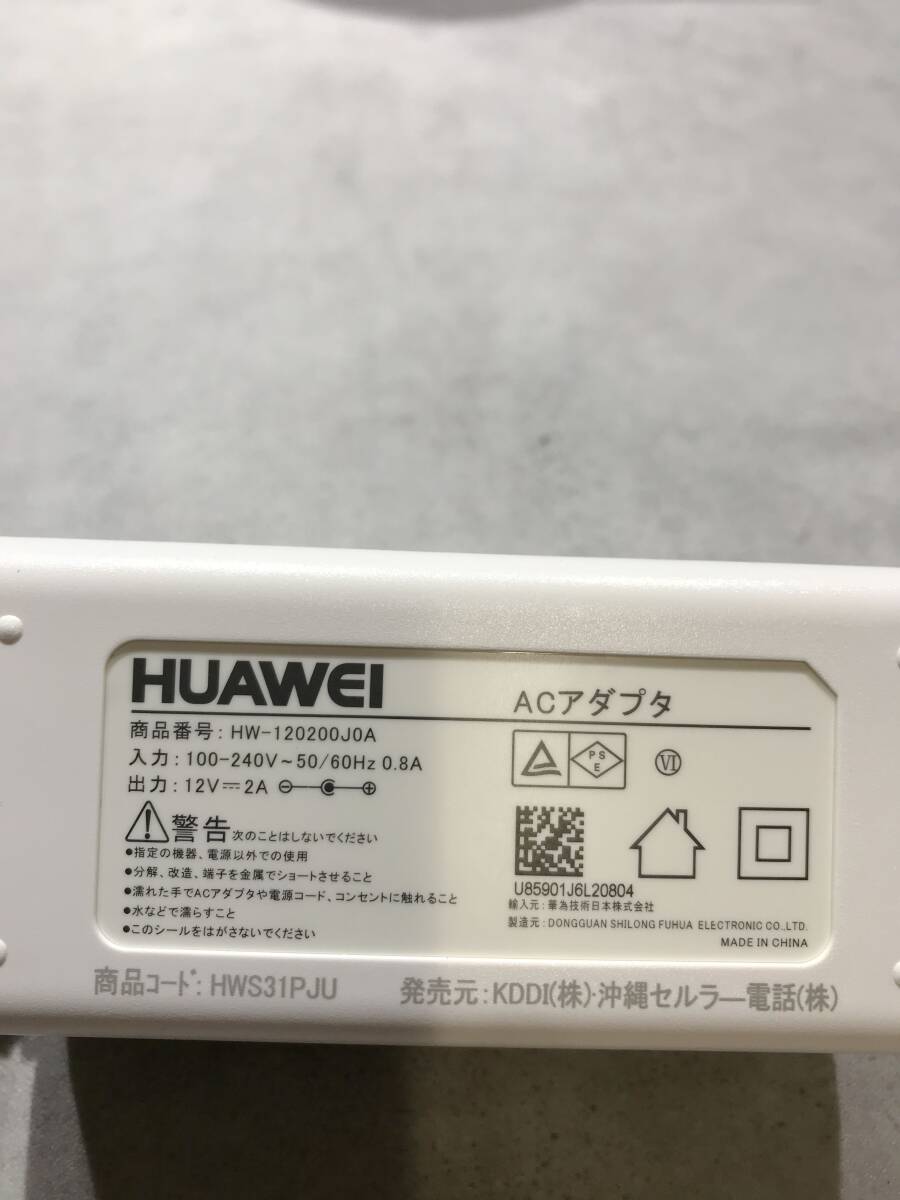 HUAWEI
ACアダプタ
商品番号: HW-120200J0A
入力: 100-240V~50/60Hz 0.8A
出力: 12V⎓2A
PSE
VI
警告 次のことはしないでください
●指定の機器、電源以外での使用
●分解、改造、端子を金属でショートさせること
●濡れた手でACアダプタや電源コード、コンセントに触れること
●水などで濡らすこと
●このシールをはがさないでください
U85901J6L20804
輸入元: 華為技術日本株式会社
製造元: DONGGUAN SHILONG FUHUA ELECTRONIC CO.,LTD.
MADE IN CHINA
商品コード: HWS31PJU
発売元: KDDI(株)・沖縄セルラー電話(株)